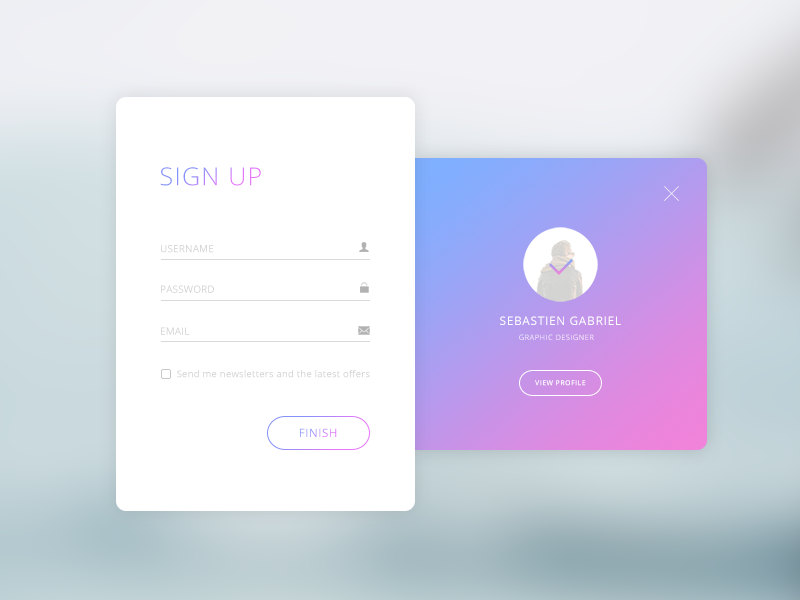 SIGN UP
USERNAME
PASSWORD
EMAIL
Send me newsletters and the latest offers
FINISH
SEBASTIEN GABRIEL
GRAPHIC DESIGNER
VIEW PROFILE